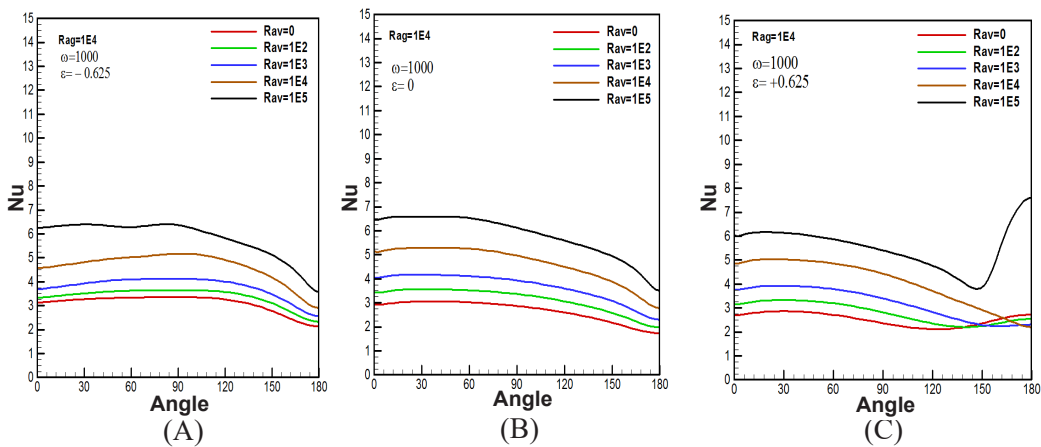 15
14
13
12
11
10
9
8
7
6
5
4
3
2
1
0
Nu
Rag=1E4
ω=1000
ε= − 0.625
Rav=0
Rav=1E2
Rav=1E3
Rav=1E4
Rav=1E5
0 30 60 90 120 150 180
Angle
(A)
15
14
13
12
11
10
9
8
7
6
5
4
3
2
1
0
Nu
Rag=1E4
ω=1000
ε= 0
Rav=0
Rav=1E2
Rav=1E3
Rav=1E4
Rav=1E5
0 30 60 90 120 150 180
Angle
(B)
15
14
13
12
11
10
9
8
7
6
5
4
3
2
1
0
Nu
Rag=1E4
ω=1000
ε= +0.625
Rav=0
Rav=1E2
Rav=1E3
Rav=1E4
Rav=1E5
0 30 60 90 120 150 180
Angle
(C)